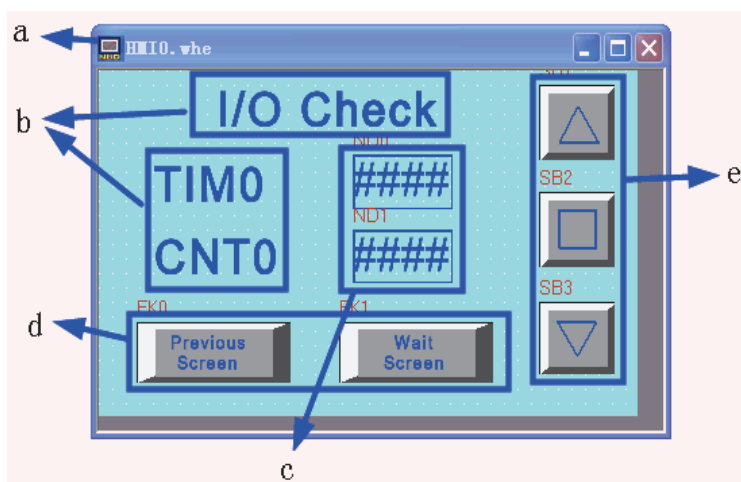 a
HMI0.whe
b
I/O Check
TIM0
CNT0
ND0
####
ND1
####
SB2
SB3
e
d
FK0
Previous
Screen
FK1
Wait
Screen
c